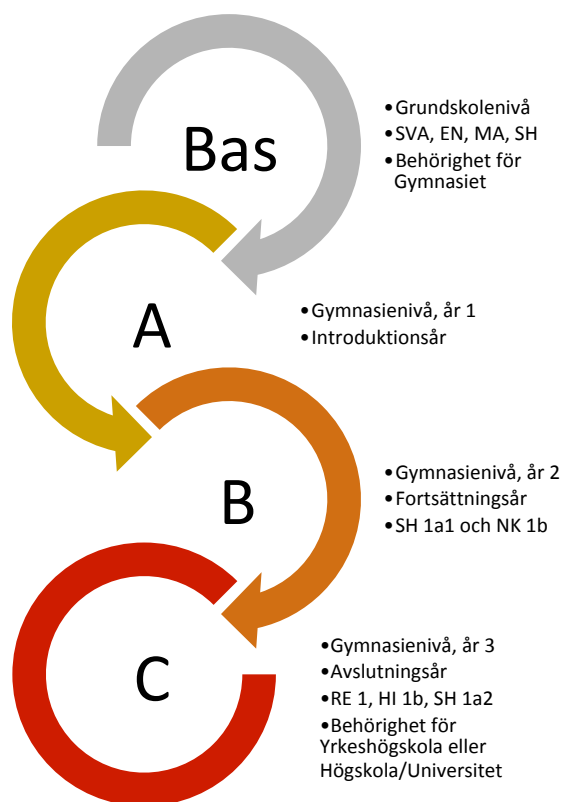 Bas
•Grundskolenivå
•SVA, EN, MA, SH
•Behörighet för
Gymnasiet
A
•Gymnasienivå, år 1
•Introduktionsår
B
•Gymnasienivå, år 2
•Fortsättningsår
•SH 1a1 och NK 1b
C
•Gymnasienivå, år 3
•Avslutningsår
•RE 1, HI 1b, SH 1a2
•Behörighet för
Yrkeshögskola eller
Högskola/Universitet